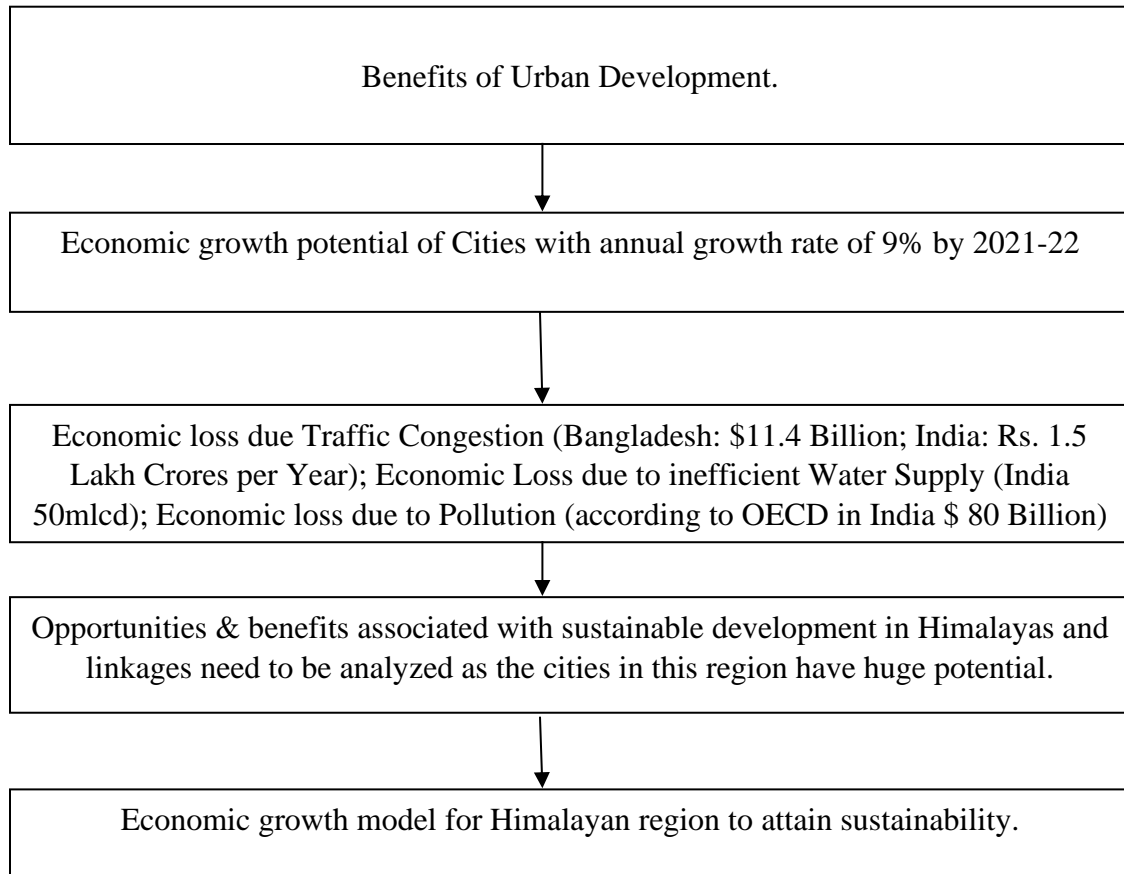 Benefits of Urban Development.
Economic growth potential of Cities with annual growth rate of 9% by 2021-22
Economic loss due Traffic Congestion (Bangladesh: $11.4 Billion; India: Rs. 1.5
Lakh Crores per Year); Economic Loss due to inefficient Water Supply (India
50mlcd); Economic loss due to Pollution (according to OECD in India $ 80 Billion)
Opportunities & benefits associated with sustainable development in Himalayas and
linkages need to be analyzed as the cities in this region have huge potential.
Economic growth model for Himalayan region to attain sustainability.